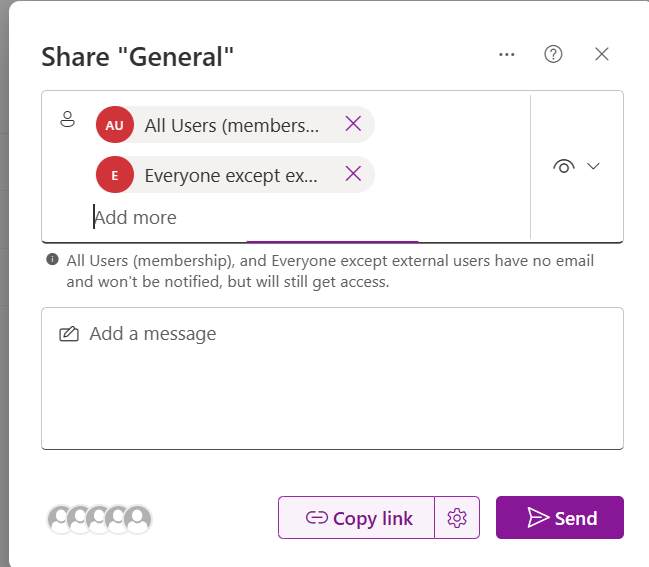 Share "General"
AU All Users (members...
E Everyone except ex...
Add more
All Users (membership), and Everyone except external users have no email
and won't be notified, but will still get access.
Add a message
Copy link
Send